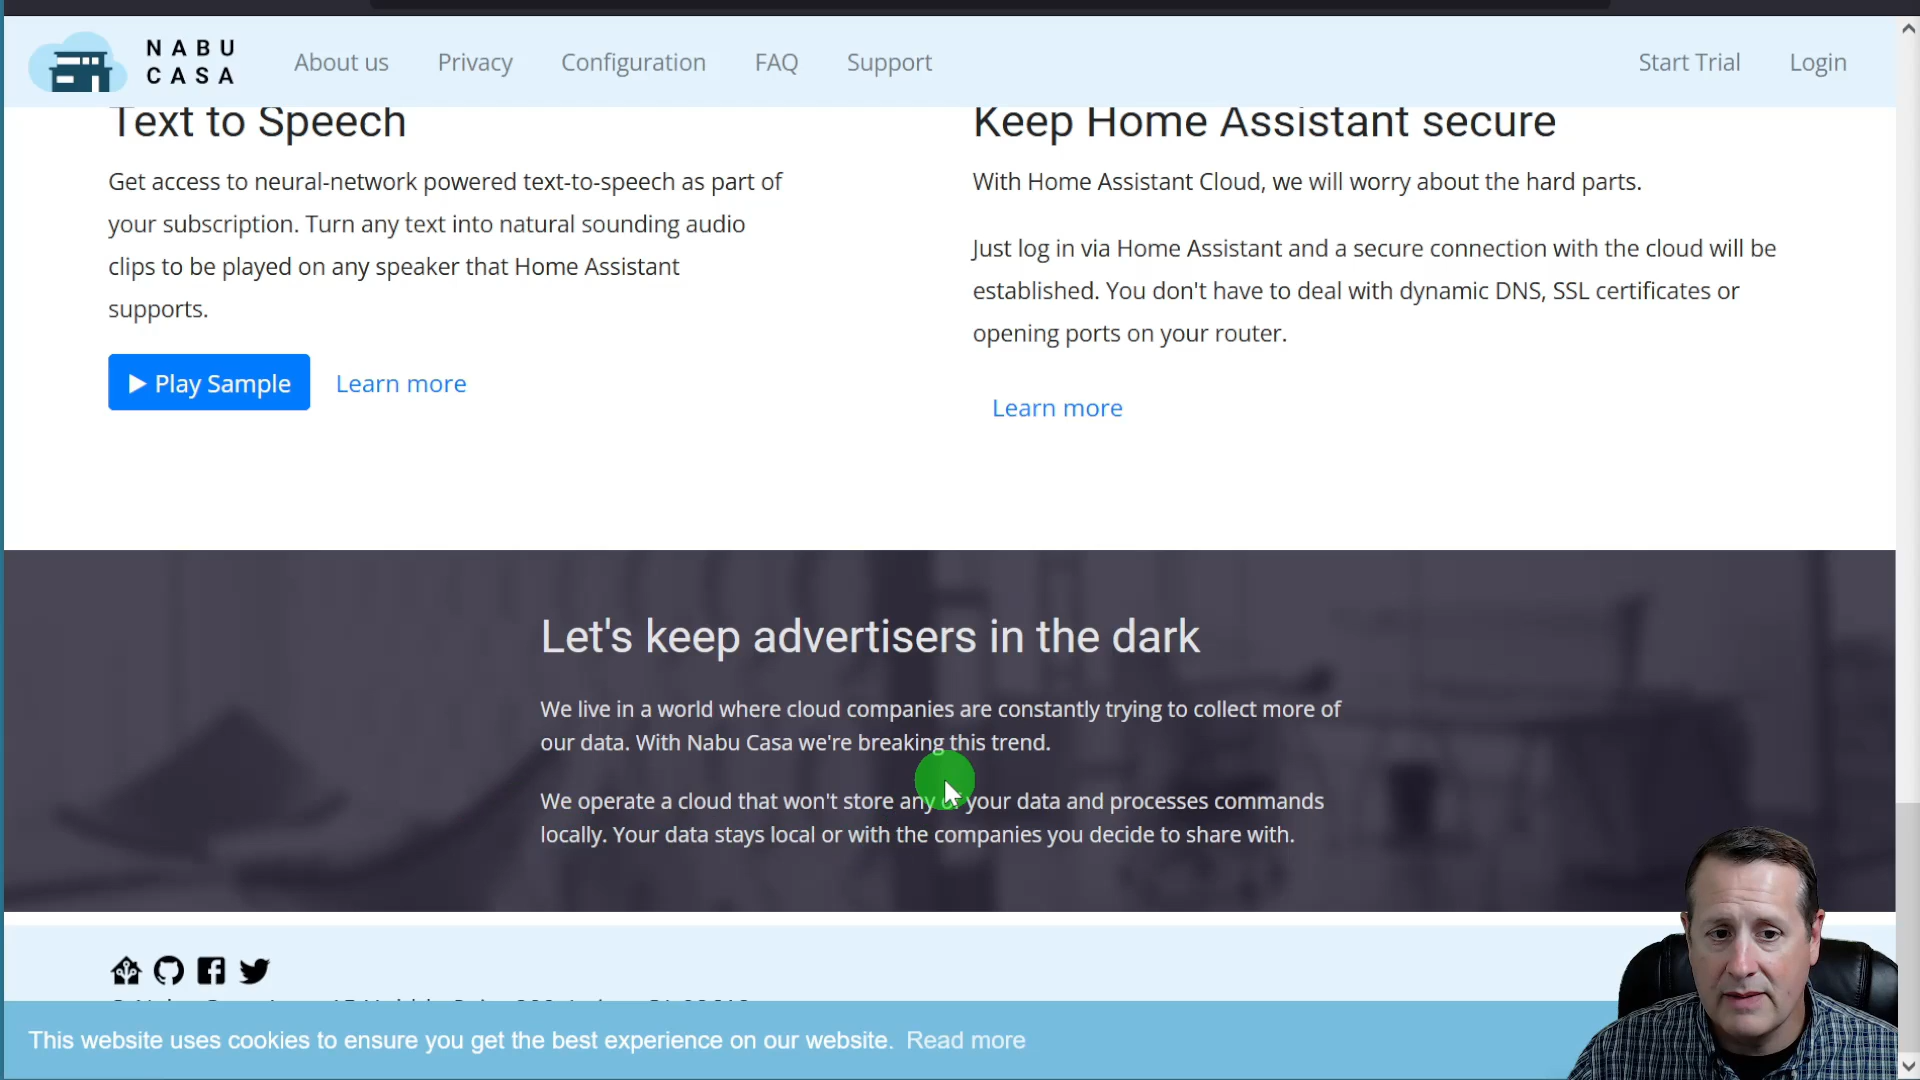 NABU
CASA
About us
Privacy
Configuration
FAQ
Support
Start Trial
Login
Text to Speech
Get access to neural-network powered text-to-speech as part of
your subscription. Turn any text into natural sounding audio
clips to be played on any speaker that Home Assistant
supports.
Play Sample
Learn more
Keep Home Assistant secure
With Home Assistant Cloud, we will worry about the hard parts.
Just log in via Home Assistant and a secure connection with the cloud will be
established. You don't have to deal with dynamic DNS, SSL certificates or
opening ports on your router.
Learn more
Let's keep advertisers in the dark
We live in a world where cloud companies are constantly trying to collect more of
our data. With Nabu Casa we're breaking this trend.
We operate a cloud that won't store any of your data and processes commands
locally. Your data stays local or with the companies you decide to share with.
This website uses cookies to ensure you get the best experience on our website. Read more